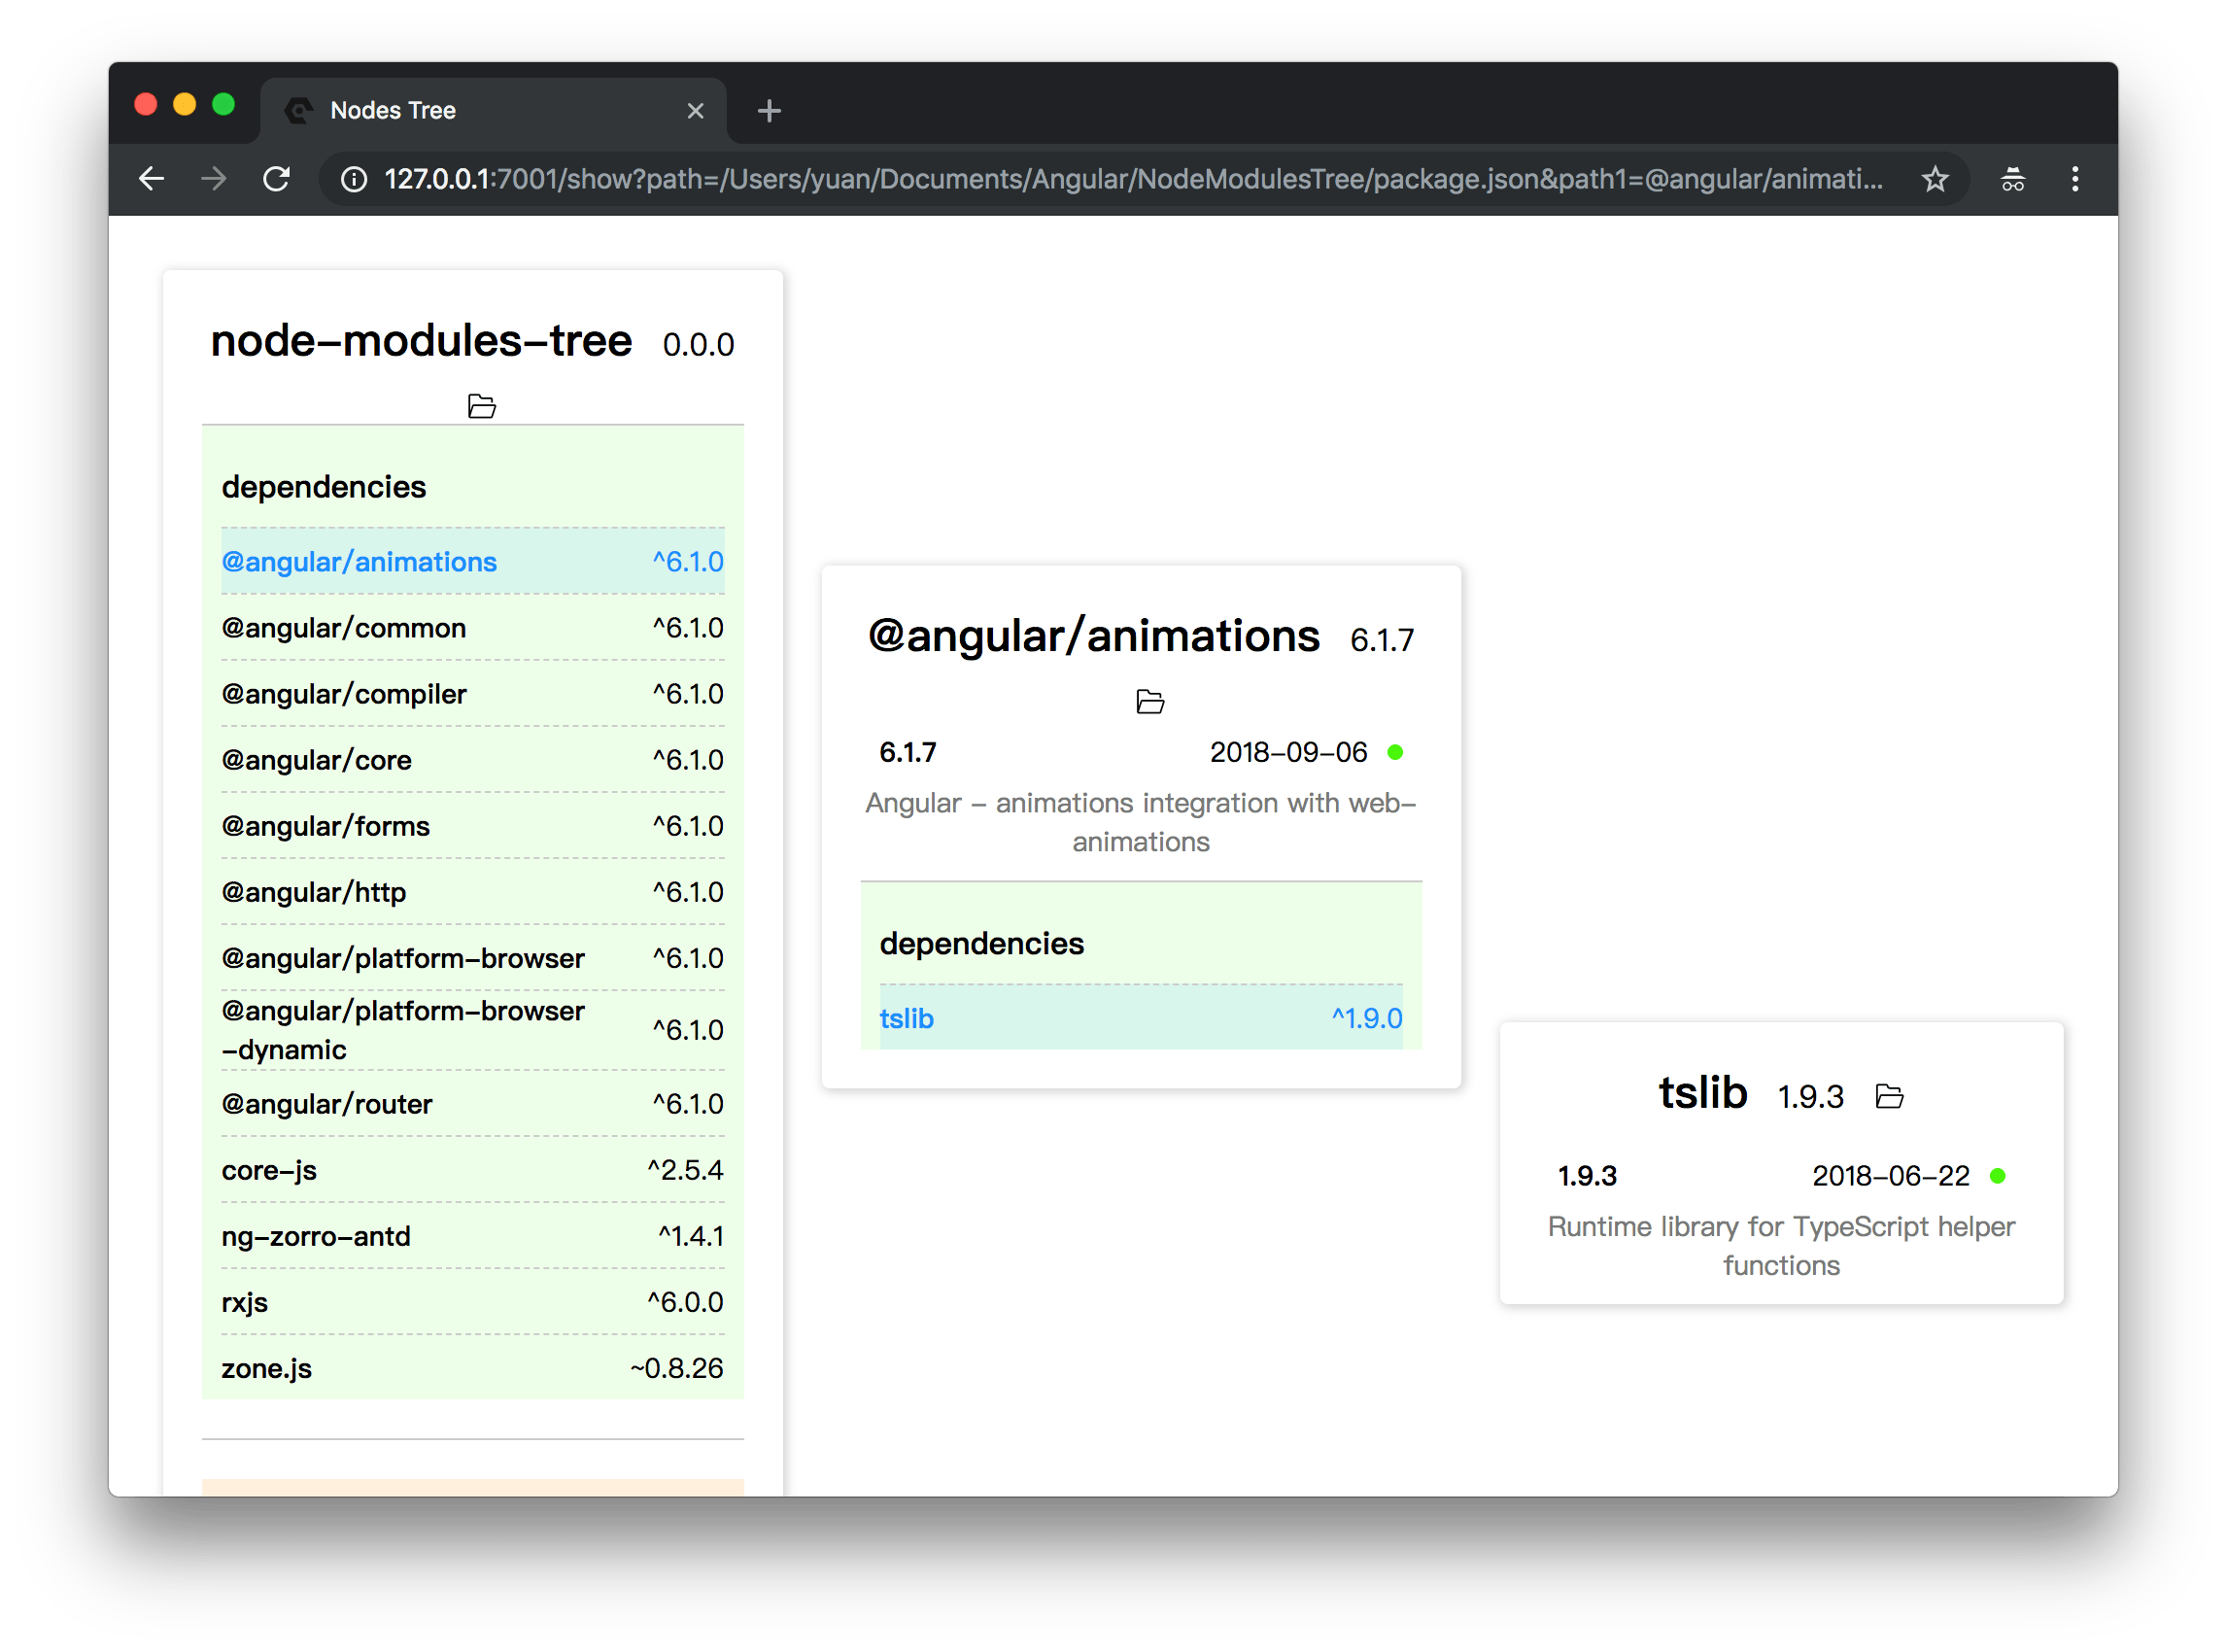 Nodes Tree
127.0.0.1:7001/show?path=/Users/yuan/Documents/Angular/NodeModulesTree/package.json&path1=@angular/animati...
node-modules-tree 0.0.0
dependencies
@angular/animations ^6.1.0
@angular/common ^6.1.0
@angular/compiler ^6.1.0
@angular/core ^6.1.0
@angular/forms ^6.1.0
@angular/http ^6.1.0
@angular/platform-browser ^6.1.0
@angular/platform-browser
-dynamic ^6.1.0
@angular/router ^6.1.0
core-js ^2.5.4
ng-zorro-antd ^1.4.1
rxjs ^6.0.0
zone.js ~0.8.26
@angular/animations 6.1.7
6.1.7 2018-09-06
Angular - animations integration with web-
animations
dependencies
tslib ^1.9.0
tslib 1.9.3
1.9.3 2018-06-22
Runtime library for TypeScript helper
functions